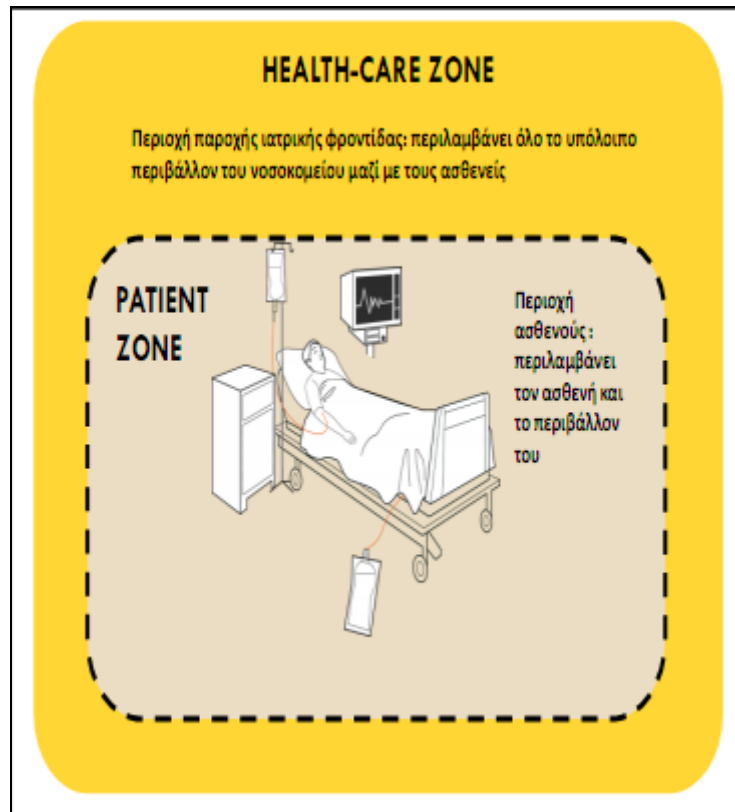 HEALTH-CARE ZONE
Περιοχή παροχής ιατρικής φροντίδας: περιλαμβάνει όλο το υπόλοιπο
περιβάλλον του νοσοκομείου μαζί με τους ασθενείς
PATIENT
ZONE
Περιοχή
ασθενούς :
περιλαμβάνει
τον ασθενή και
το περιβάλλον
του